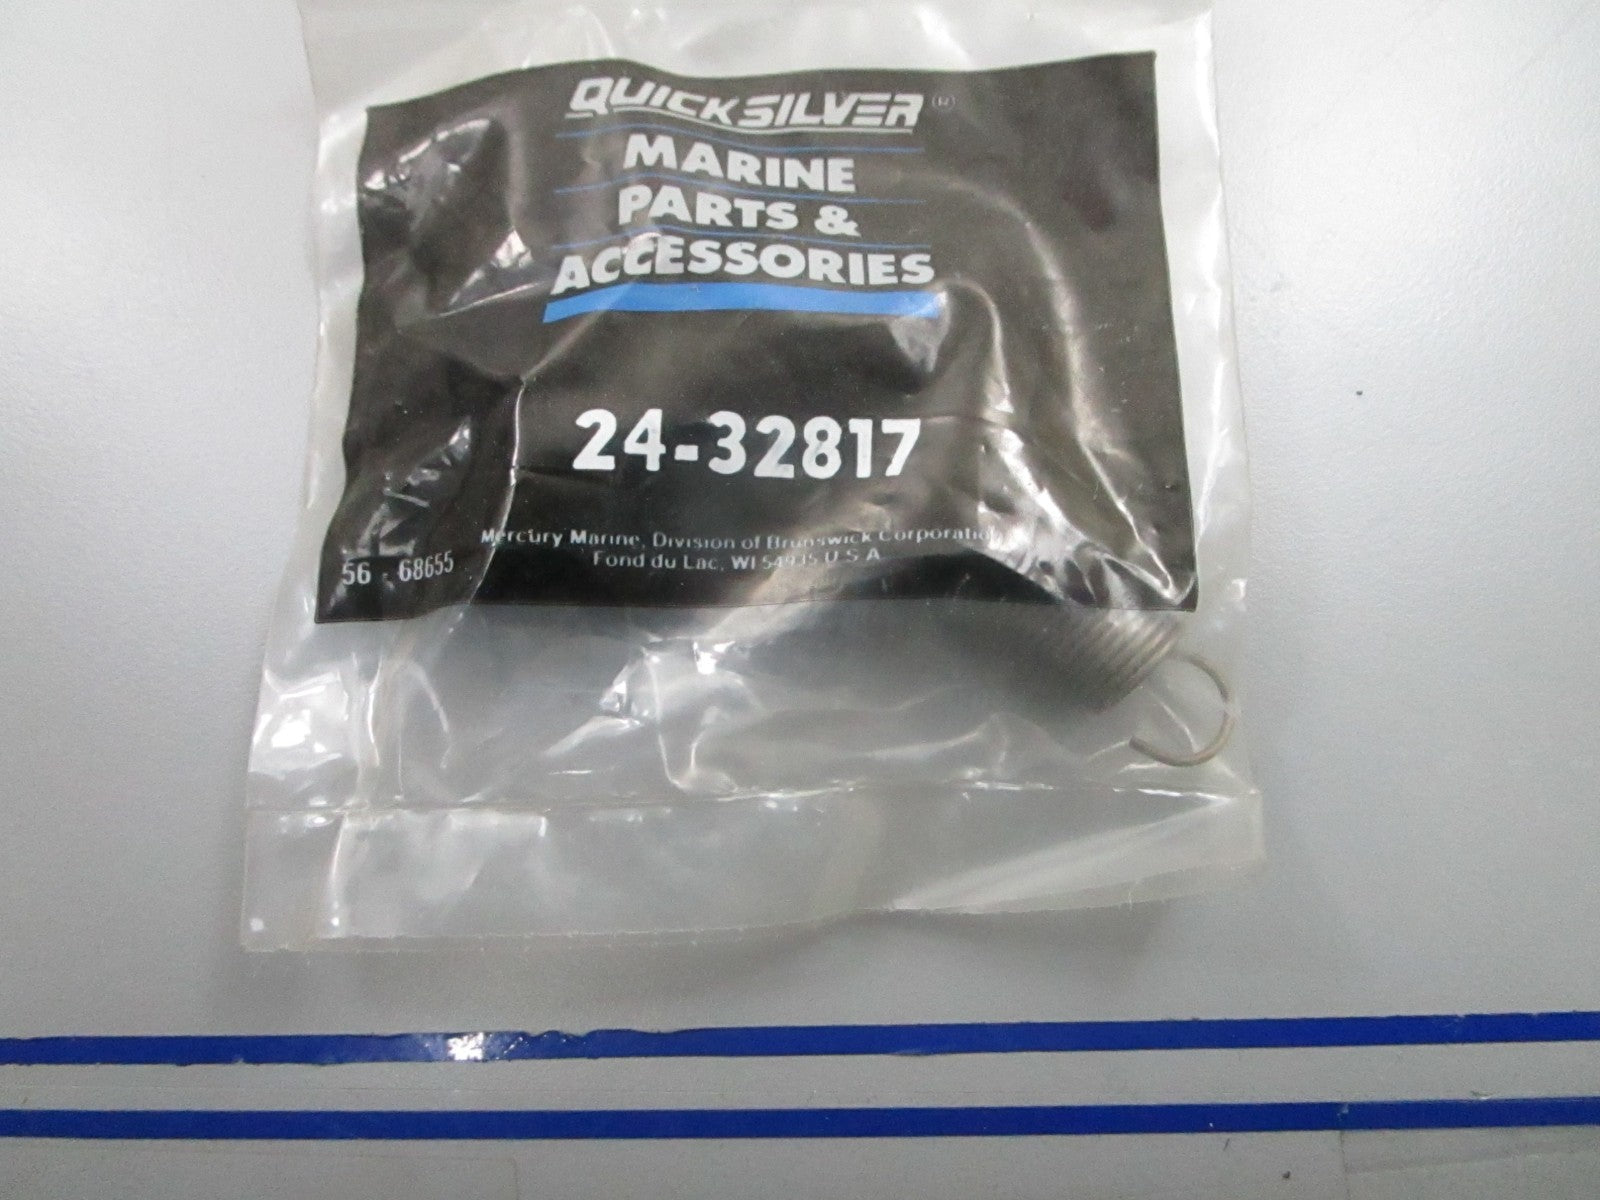 QUICKSILVER (R)
MARINE
PARTS &
ACCESSORIES
24-32817
Mercury Marine, Division of Brunswick Corporation
Fond du Lac, WI 54935 U S A
56 - 68655